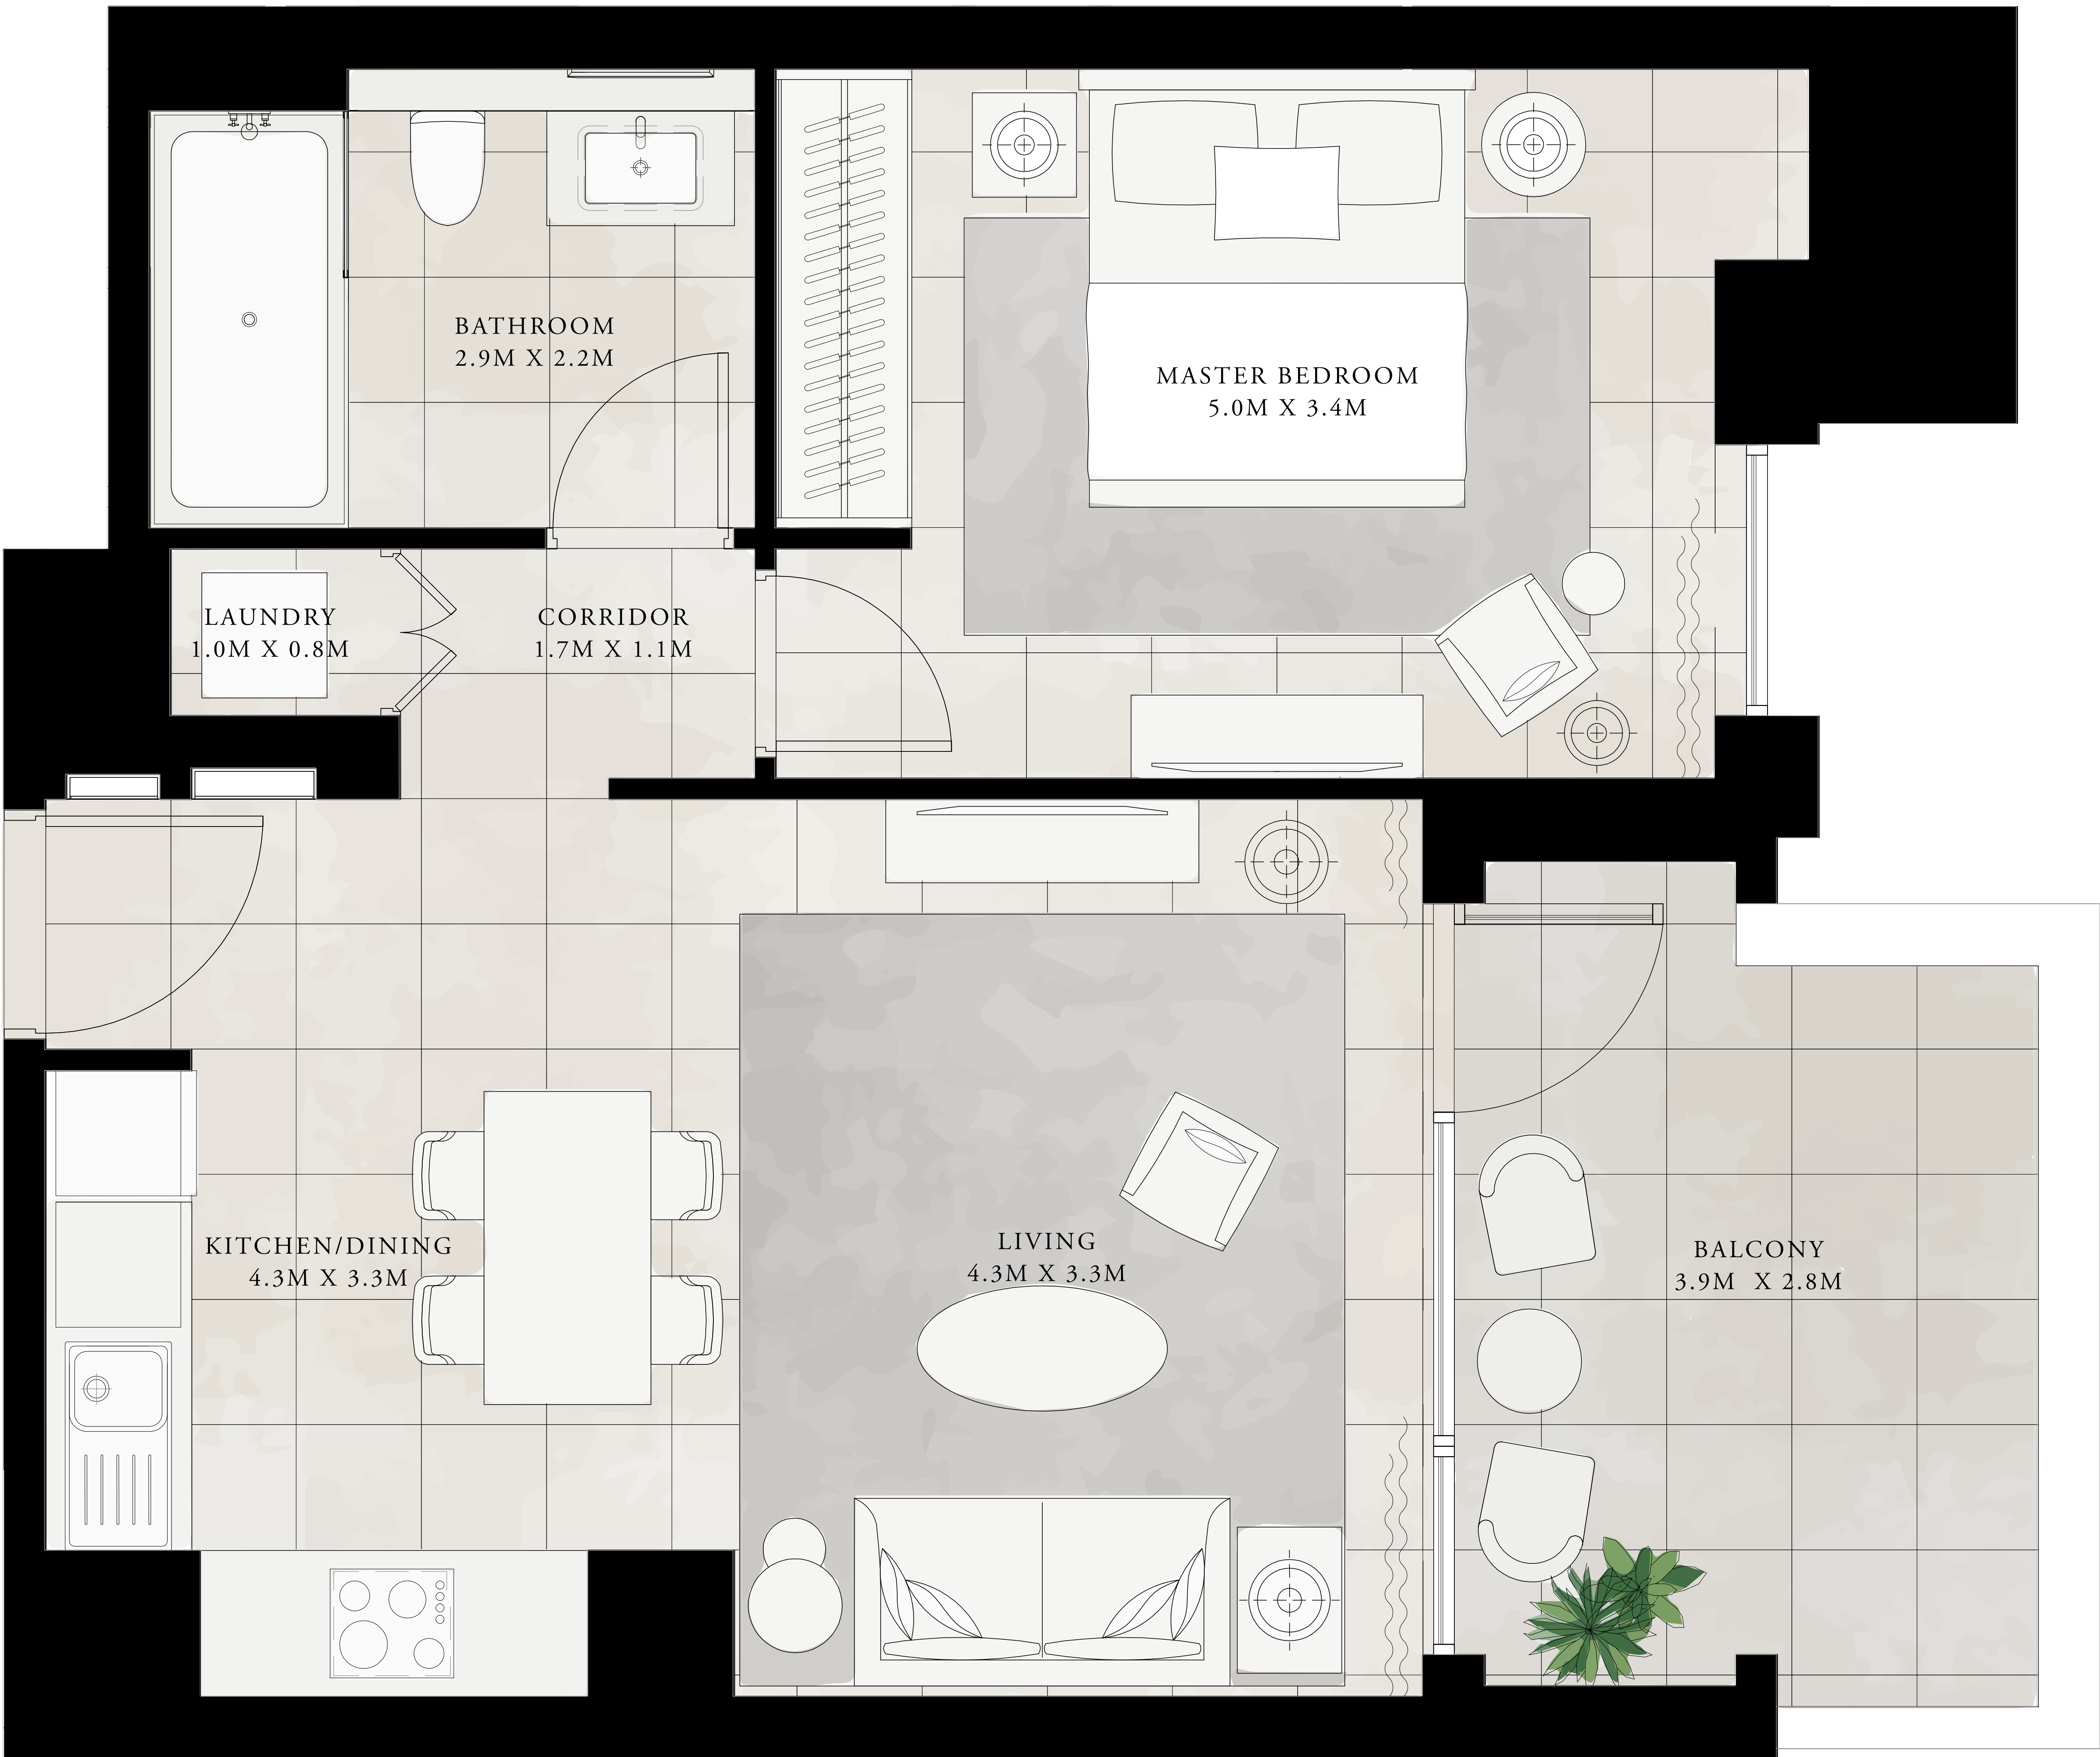 BATHROOM
2.9M X 2.2M
MASTER BEDROOM
5.0M X 3.4M
LAUNDRY
1.0M X 0.8M
CORRIDOR
1.7M X 1.1M
KITCHEN/DINING
4.3M X 3.3M
LIVING
4.3M X 3.3M
BALCONY
3.9M X 2.8M